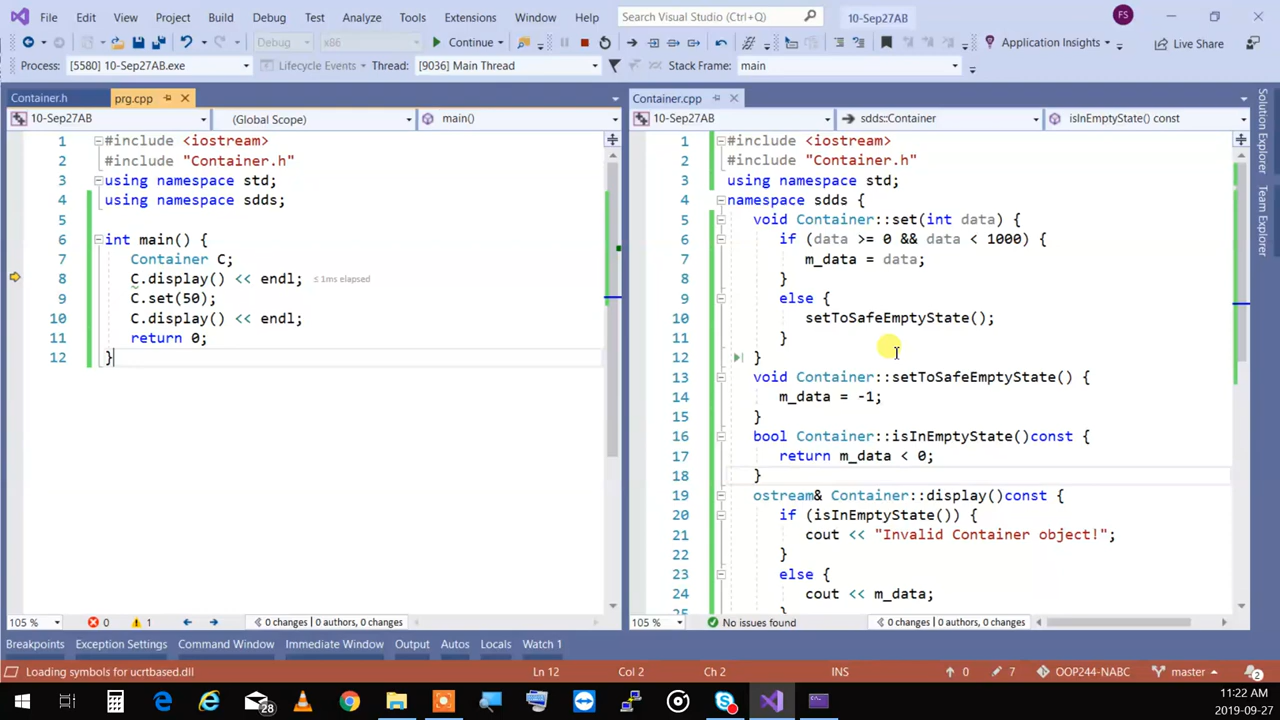 File Edit View Project Build Debug Test Analyze Tools Extensions Window Help Search Visual Studio (Ctrl+Q) 10-Sep27AB FS
Debug x86 Continue Application Insights Live Share
Process: [5580] 10-Sep27AB.exe Lifecycle Events Thread: [9036] Main Thread Stack Frame: main
Container.h prg.cpp
10-Sep27AB (Global Scope) main()
1 #include <iostream>
2 #include "Container.h"
3 using namespace std;
4 using namespace sdds;
5
6 int main() {
7 Container C;
8 C.display() << endl; ≤ 1ms elapsed
9 C.set(50);
10 C.display() << endl;
11 return 0;
12 }
105 % 0 1 0 changes | 0 authors, 0 changes
Container.cpp
10-Sep27AB sdds::Container isInEmptyState() const
1 #include <iostream>
2 #include "Container.h"
3 using namespace std;
4 namespace sdds {
5 void Container::set(int data) {
6 if (data >= 0 && data < 1000) {
7 m_data = data;
8 }
9 else {
10 setToSafeEmptyState();
11 }
12 }
13 void Container::setToSafeEmptyState() {
14 m_data = -1;
15 }
16 bool Container::isInEmptyState()const {
17 return m_data < 0;
18 }
19 ostream& Container::display()const {
20 if (isInEmptyState()) {
21 cout << "Invalid Container object!";
22 }
23 else {
24 cout << m_data;
25 }
105 % No issues found 0 changes | 0 authors, 0 changes
Solution Explorer
Team Explorer
Breakpoints Exception Settings Command Window Immediate Window Output Autos Locals Watch 1
Loading symbols for ucrtbased.dll Ln 12 Col 2 Ch 2 INS 0 7 OOP244-NABC master 2
28
11:22 AM
2019-09-27